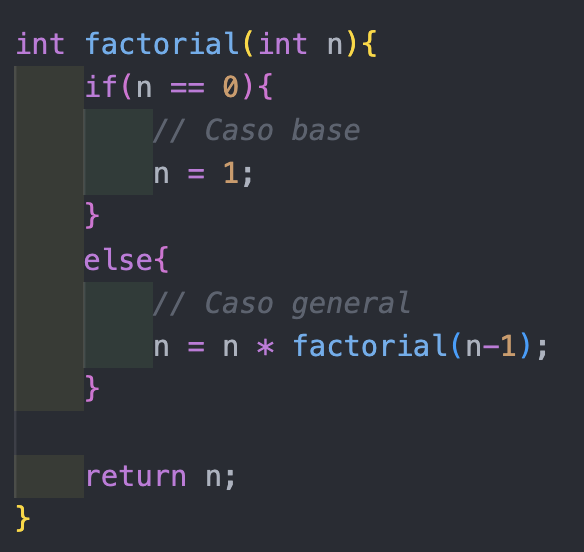 int factorial(int n){
    if(n == 0){
        // Caso base
        n = 1;
    }
    else{
        // Caso general
        n = n * factorial(n-1);
    }

    return n;
}